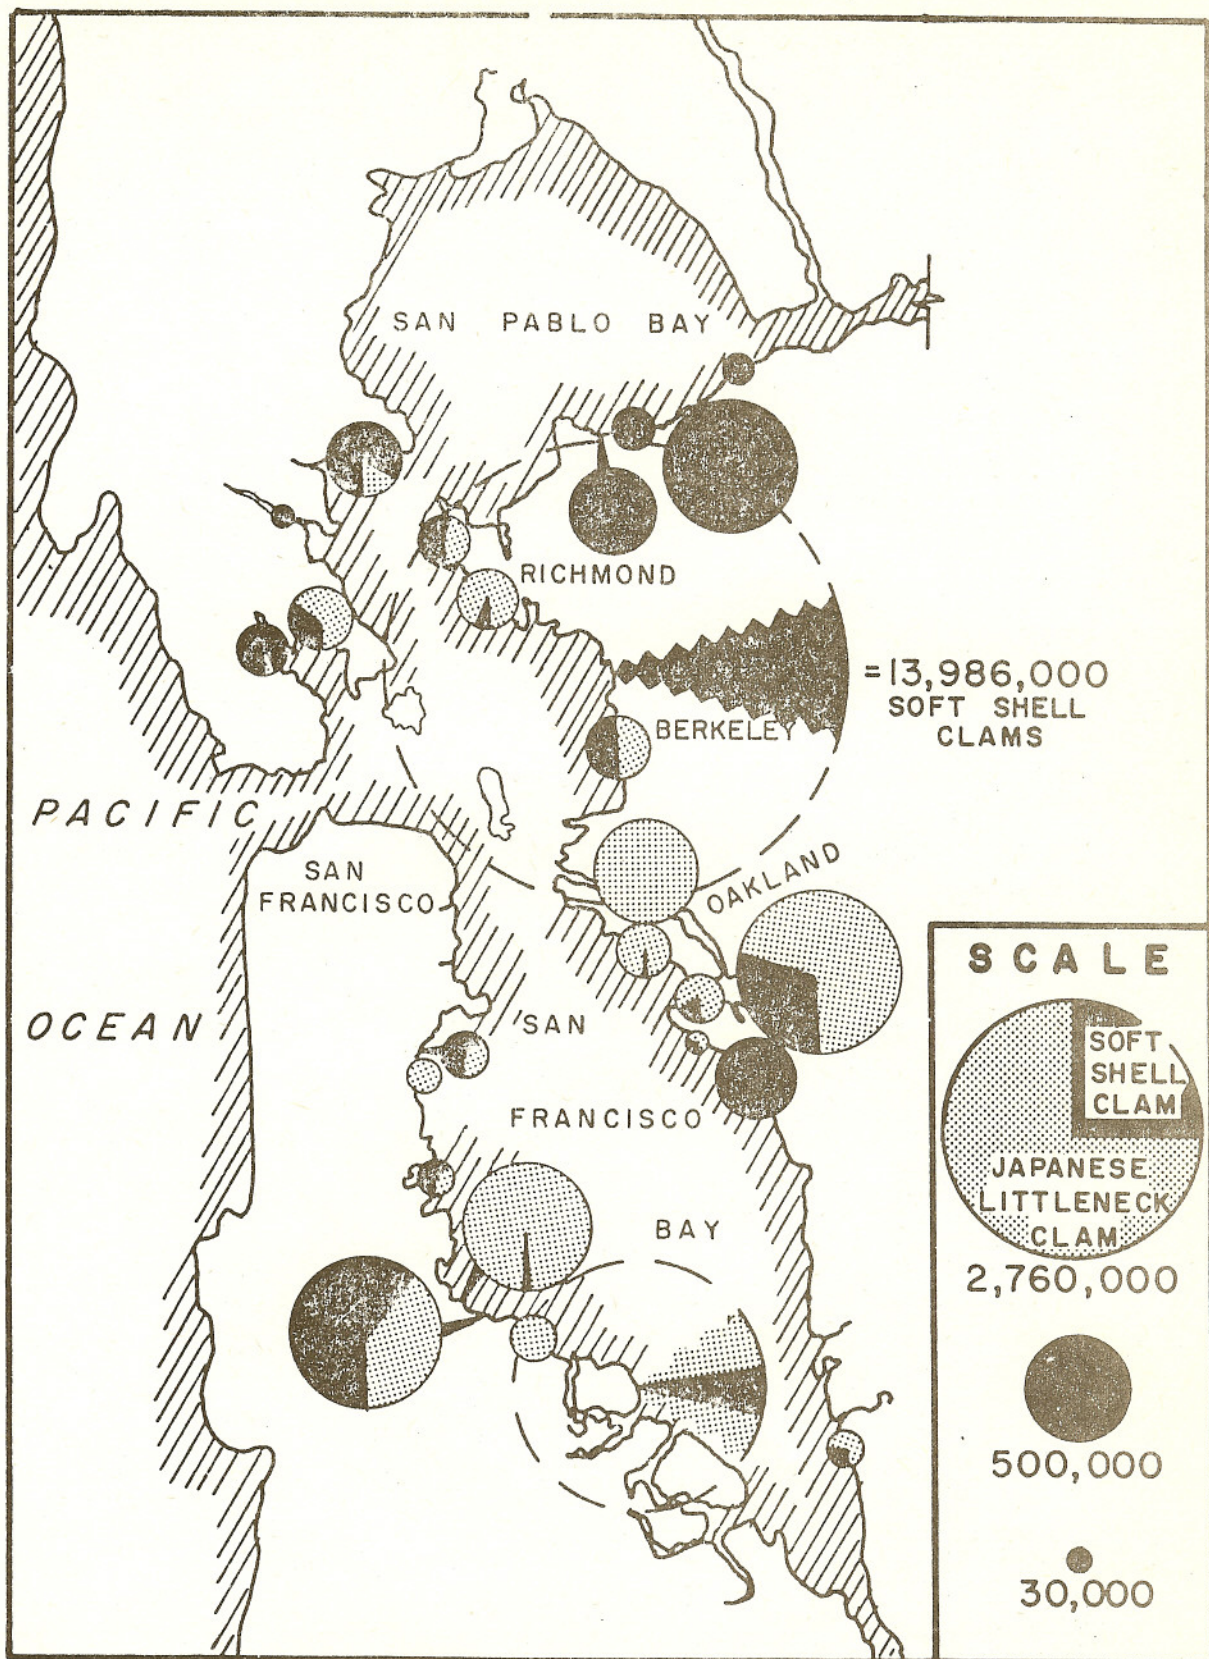 SAN PABLO BAY
RICHMOND
=13,986,000
SOFT SHELL
CLAMS
BERKELEY
PACIFIC
SAN
FRANCISCO
OAKLAND
OCEAN
SAN
FRANCISCO
BAY
SCALE
SOFT
SHELL
CLAM
JAPANESE
LITTLENECK
CLAM
2,760,000
500,000
30,000